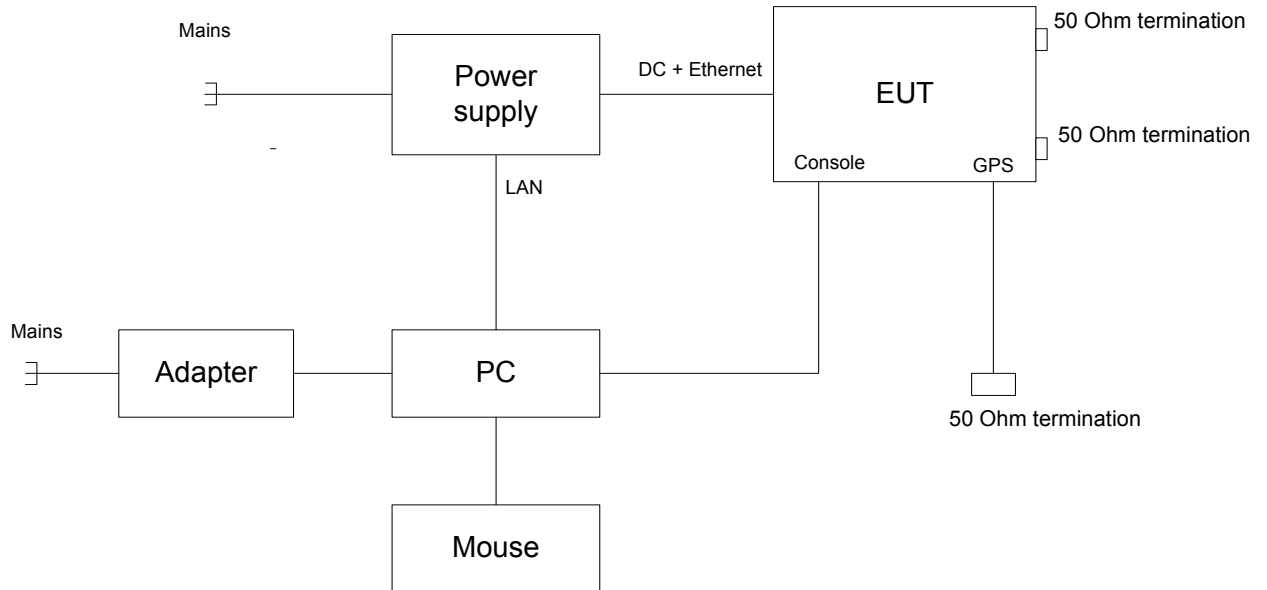 50 Ohm termination
Mains
Power
supply
DC + Ethernet
EUT
50 Ohm termination
Console
GPS
LAN
Mains
Adapter
PC
50 Ohm termination
Mouse